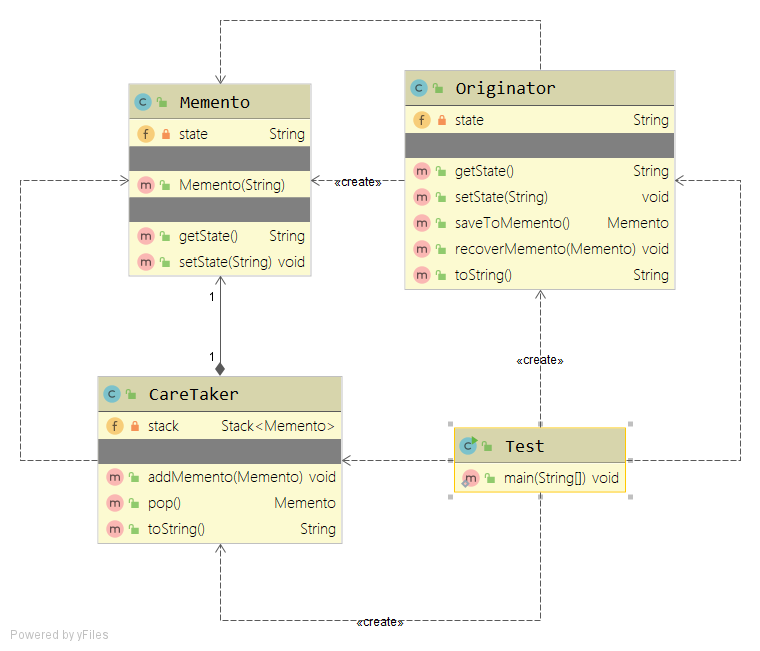 Memento
f state String
m Memento(String)
m getState() String
m setState(String) void
C Originator
f state String
m getState() String
m setState(String) void
m saveToMemento() Memento
m recoverMemento(Memento) void
m toString() String
«create»
1
1
C CareTaker
f stack Stack<Memento>
m addMemento(Memento) void
m pop() Memento
m toString() String
«create»
C Test
m main(String[]) void
«create»
Powered by yFiles